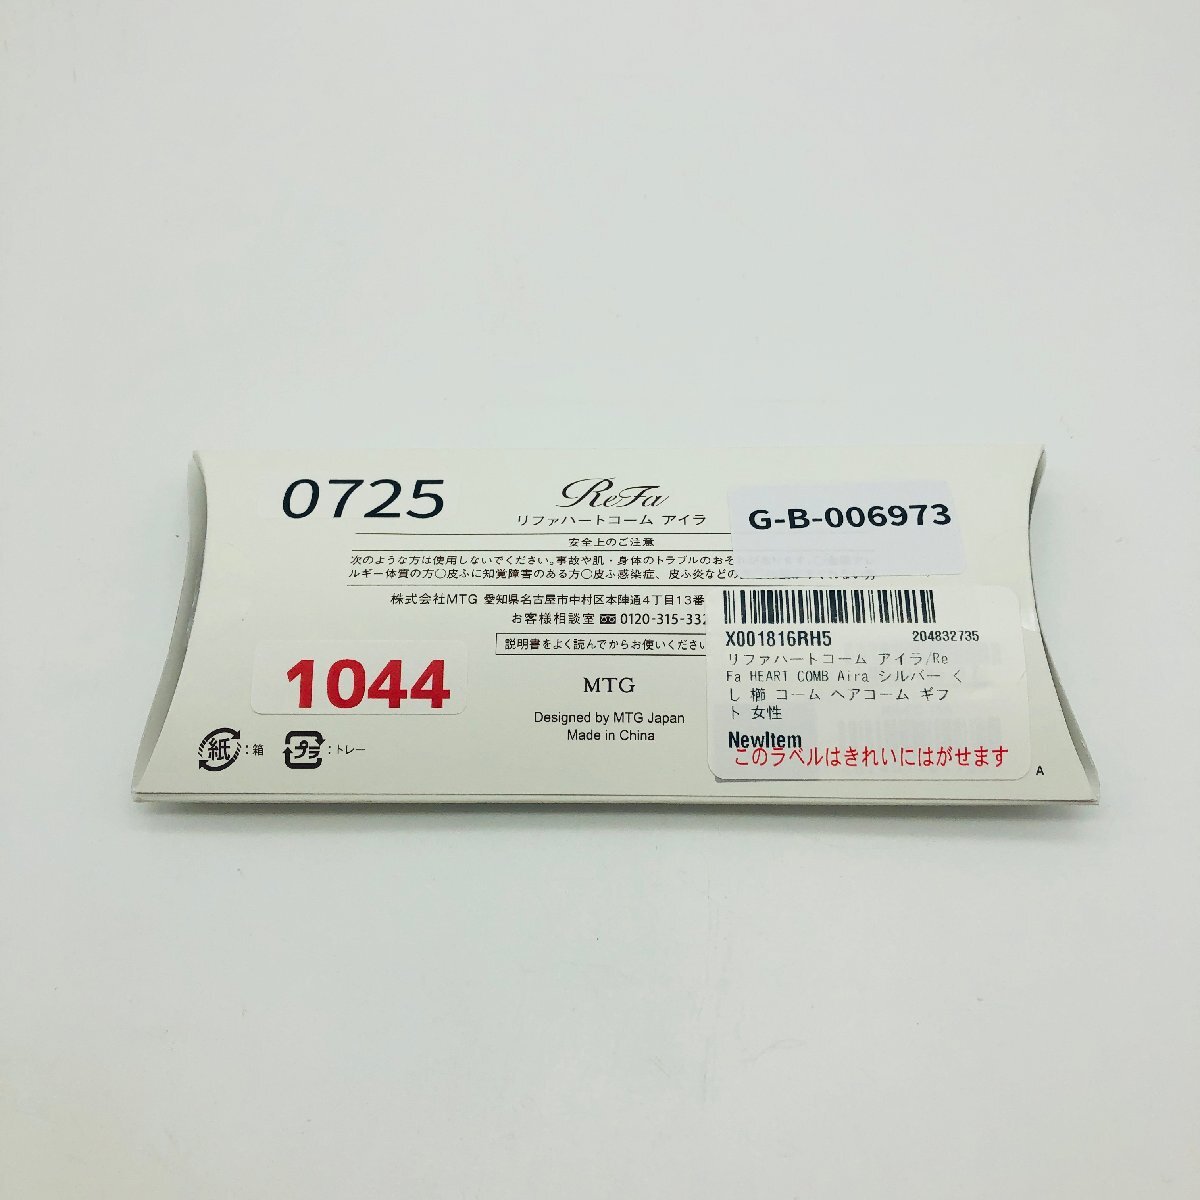 0725
ReFa
リファハートコーム アイラ
G-B-006973
安全上のご注意
次のような方は使用しないでください。事故や肌・身体のトラブルのおそ
ルギー体質の方○皮ふに知覚障害のある方○皮ふ感染症、皮ふ炎などの
株式会社MTG 愛知県名古屋市中村区本陣通4丁目13番
お客様相談室 0120-315-332
説明書をよく読んでからお使いください
X001816RH5 204832735
リファハートコーム アイラ/Re
Fa HEART COMB Aira シルバー く
し 櫛 コーム ヘアコーム ギフ
ト 女性
NewItem
このラベルはきれいにはがせます
1044
MTG
Designed by MTG Japan
Made in China
紙:箱 プラ:トレー
A